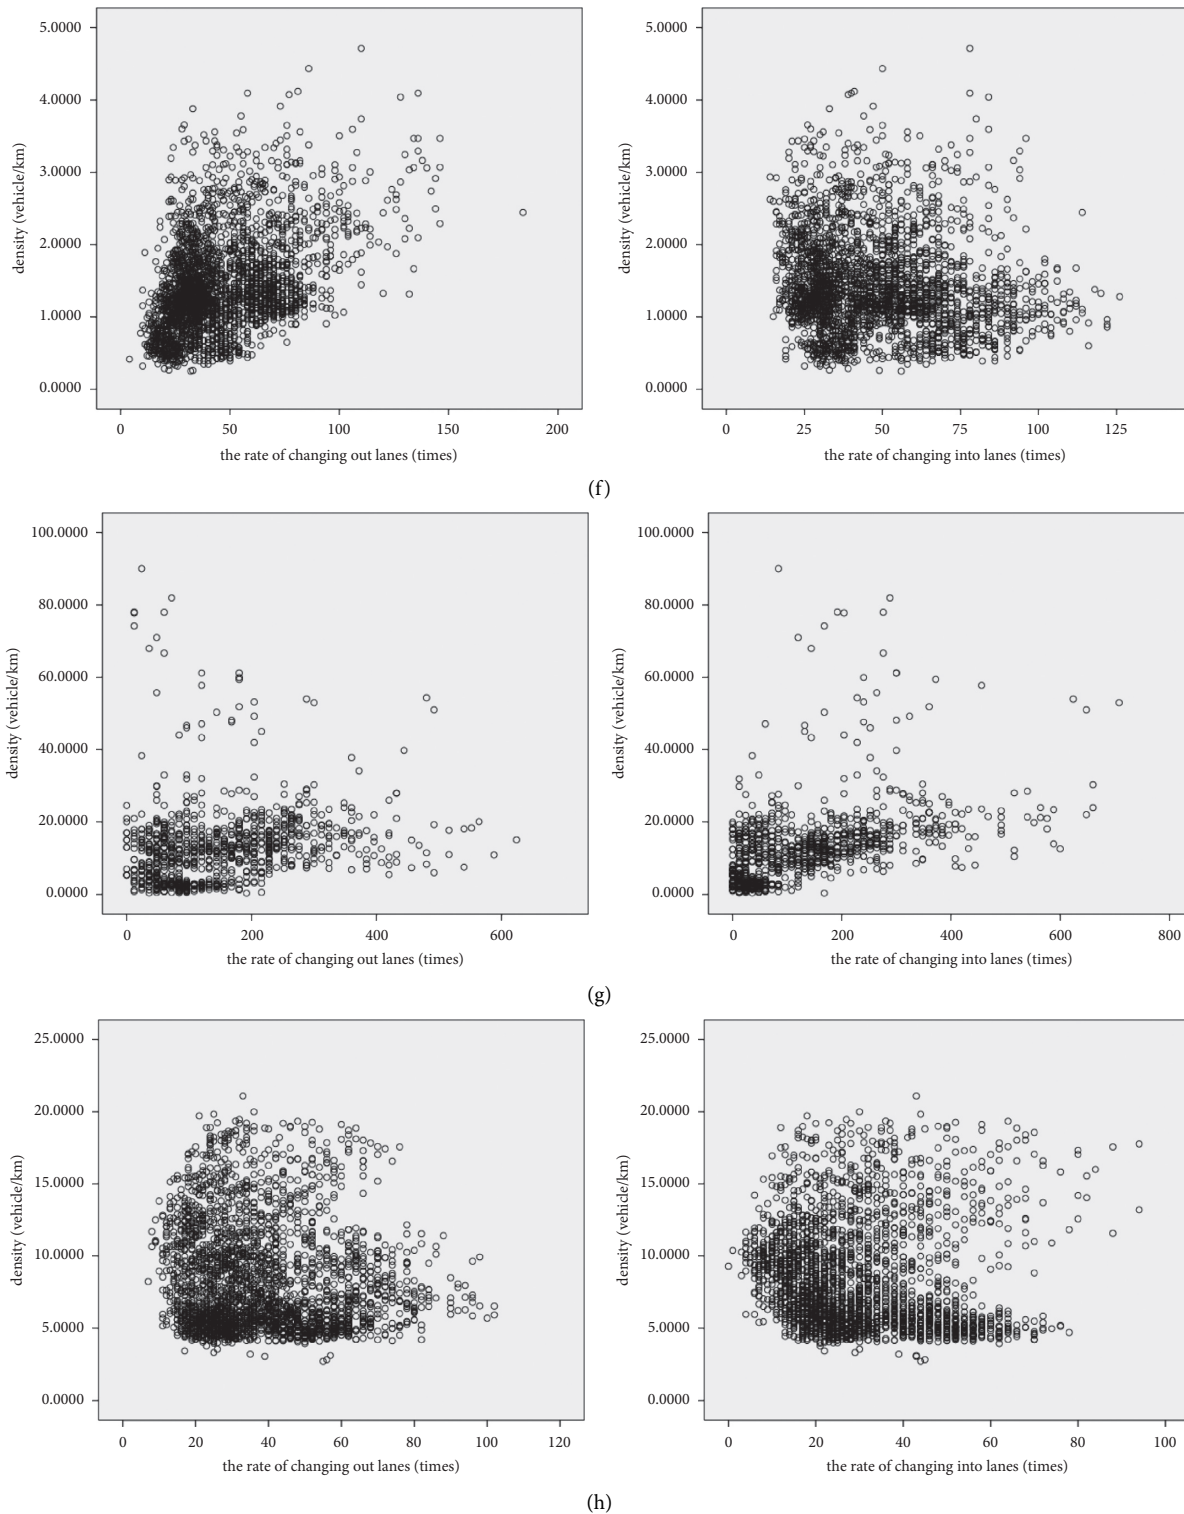 5.0000
4.0000
3.0000
2.0000
1.0000
0.0000
density (vehicle/km)
0 50 100 150 200
the rate of changing out lanes (times)
5.0000
4.0000
3.0000
2.0000
1.0000
0.0000
density (vehicle/km)
0 25 50 75 100 125
the rate of changing into lanes (times)
(f)
100.0000
80.0000
60.0000
40.0000
20.0000
0.0000
density (vehicle/km)
0 200 400 600
the rate of changing out lanes (times)
100.0000
80.0000
60.0000
40.0000
20.0000
0.0000
density (vehicle/km)
0 200 400 600 800
the rate of changing into lanes (times)
(g)
25.0000
20.0000
15.0000
10.0000
5.0000
0.0000
density (vehicle/km)
0 20 40 60 80 100 120
the rate of changing out lanes (times)
25.0000
20.0000
15.0000
10.0000
5.0000
0.0000
density (vehicle/km)
0 20 40 60 80 100
the rate of changing into lanes (times)
(h)